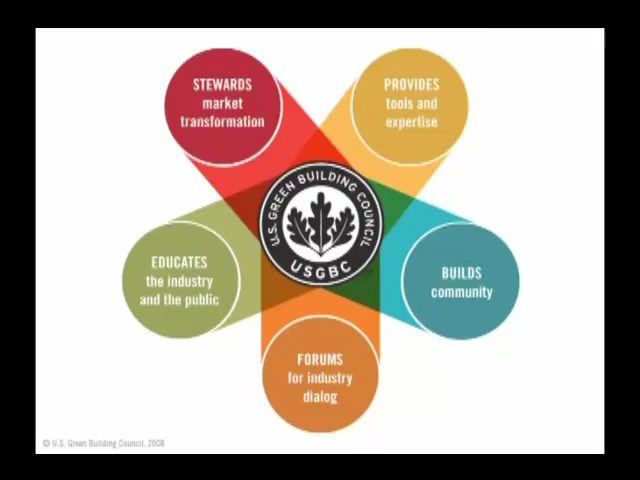 STEWARDS
market
transformation
PROVIDES
tools and
expertise
U.S. GREEN BUILDING COUNCIL
USGBC
EDUCATES
the industry
and the public
BUILDS
community
FORUMS
for industry
dialog
© U.S. Green Building Council, 2008